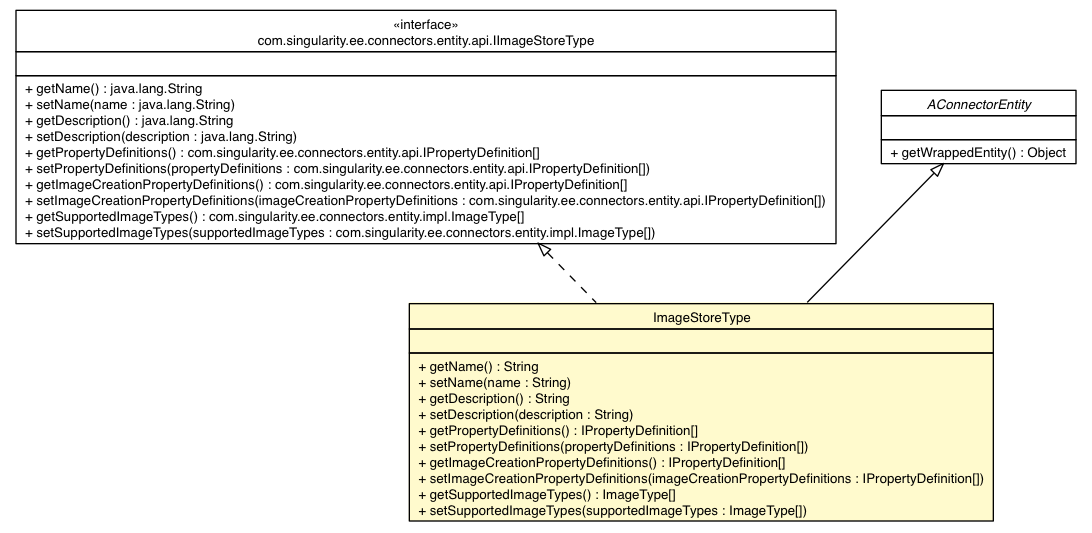 «interface»
com.singularity.ee.connectors.entity.api.IImageStoreType
+ getName() : java.lang.String
+ setName(name : java.lang.String)
+ getDescription() : java.lang.String
+ setDescription(description : java.lang.String)
+ getPropertyDefinitions() : com.singularity.ee.connectors.entity.api.IPropertyDefinition[]
+ setPropertyDefinitions(propertyDefinitions : com.singularity.ee.connectors.entity.api.IPropertyDefinition[])
+ getImageCreationPropertyDefinitions() : com.singularity.ee.connectors.entity.api.IPropertyDefinition[]
+ setImageCreationPropertyDefinitions(imageCreationPropertyDefinitions : com.singularity.ee.connectors.entity.api.IPropertyDefinition[])
+ getSupportedImageTypes() : com.singularity.ee.connectors.entity.impl.ImageType[]
+ setSupportedImageTypes(supportedImageTypes : com.singularity.ee.connectors.entity.impl.ImageType[])
AConnectorEntity
+ getWrappedEntity() : Object
ImageStoreType
+ getName() : String
+ setName(name : String)
+ getDescription() : String
+ setDescription(description : String)
+ getPropertyDefinitions() : IPropertyDefinition[]
+ setPropertyDefinitions(propertyDefinitions : IPropertyDefinition[])
+ getImageCreationPropertyDefinitions() : IPropertyDefinition[]
+ setImageCreationPropertyDefinitions(imageCreationPropertyDefinitions : IPropertyDefinition[])
+ getSupportedImageTypes() : ImageType[]
+ setSupportedImageTypes(supportedImageTypes : ImageType[])